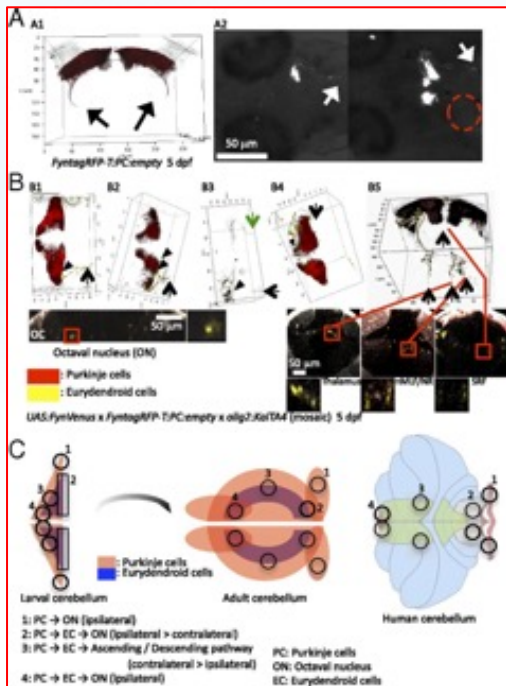 A
A1
A2
FyntagRFP-T:PC:empty 5 dpf
50 μm
B
B1
B2
B3
B4
B5
50 μm
OC
Octaval nucleus (ON)
50
μm
thalamus
: Purkinje cells
: Eurydendroid cells
UAS:FynVenus x FyntagRFP-T:PC:empty x olig2:KalTA4 (mosaic) 5 dpf
C
1
2
3
4
3
4
1
2
1
3
4
2
: Purkinje cells
: Eurydendroid cells
Larval cerebellum
Adult cerebellum
Human cerebellum
1: PC → ON (ipsilateral)
2: PC → EC → ON (ipsilateral > contralateral)
3: PC → EC → Ascending / Descending pathway
(contralateral > ipsilateral)
4: PC → EC → ON (ipsilateral)
PC: Purkinje cells
ON: Octaval nucleus
EC: Eurydendroid cells